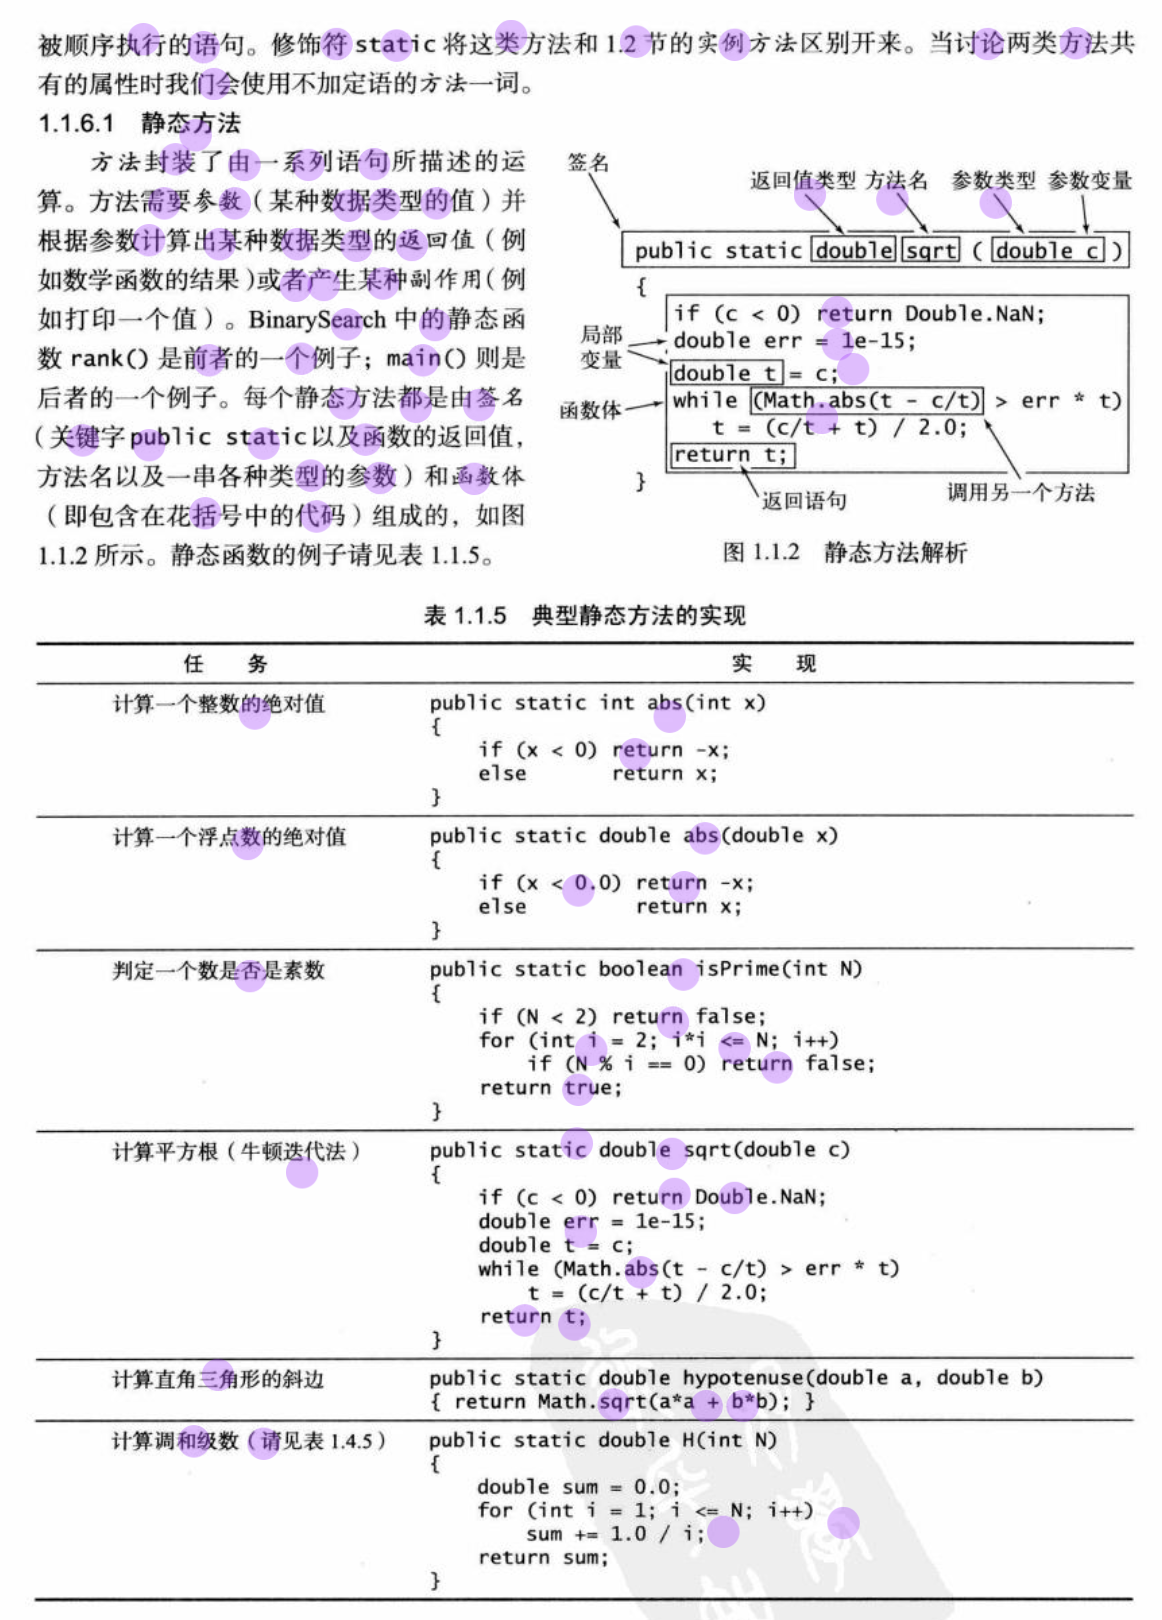 被顺序执行的语句。修饰符 static 将这类方法和 1.2 节的实例方法区别开来。当讨论两类方法共
有的属性时我们会使用不加定语的方法一词。
1.1.6.1 静态方法
方法封装了由一系列语句所描述的运
算。方法需要参数（某种数据类型的值）并
根据参数计算出某种数据类型的返回值（例
如数学函数的结果）或者产生某种副作用（例
如打印一个值）。BinarySearch 中的静态函
数 rank() 是前者的一个例子；main() 则是
后者的一个例子。每个静态方法都是由签名
（关键字 public static 以及函数的返回值，
方法名以及一串各种类型的参数）和函数体
（即包含在花括号中的代码）组成的，如图
1.1.2 所示。静态函数的例子请见表 1.1.5。
签名
返回值类型 方法名 参数类型 参数变量
public static double sqrt ( double c )
{
if (c < 0) return Double.NaN;
局部
变量
double err = 1e-15;
double t = c;
函数体
while (Math.abs(t - c/t) > err * t)
t = (c/t + t) / 2.0;
return t;
}
返回语句
调用另一个方法
图 1.1.2 静态方法解析
表 1.1.5 典型静态方法的实现
任 务 实 现
计算一个整数的绝对值 public static int abs(int x)
{
if (x < 0) return -x;
else return x;
}
计算一个浮点数的绝对值 public static double abs(double x)
{
if (x < 0.0) return -x;
else return x;
}
判定一个数是否是素数 public static boolean isPrime(int N)
{
if (N < 2) return false;
for (int i = 2; i*i <= N; i++)
if (N % i == 0) return false;
return true;
}
计算平方根（牛顿迭代法） public static double sqrt(double c)
{
if (c < 0) return Double.NaN;
double err = 1e-15;
double t = c;
while (Math.abs(t - c/t) > err * t)
t = (c/t + t) / 2.0;
return t;
}
计算直角三角形的斜边 public static double hypotenuse(double a, double b)
{ return Math.sqrt(a*a + b*b); }
计算调和级数（请见表 1.4.5） public static double H(int N)
{
double sum = 0.0;
for (int i = 1; i <= N; i++)
sum += 1.0 / i;
return sum;
}